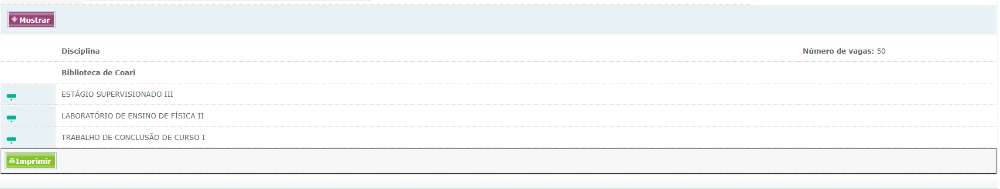 Mostrar
Disciplina Número de vagas: 50
Biblioteca de Coari
ESTÁGIO SUPERVISIONADO III
LABORATÓRIO DE ENSINO DE FÍSICA II
TRABALHO DE CONCLUSÃO DE CURSO I
Imprimir